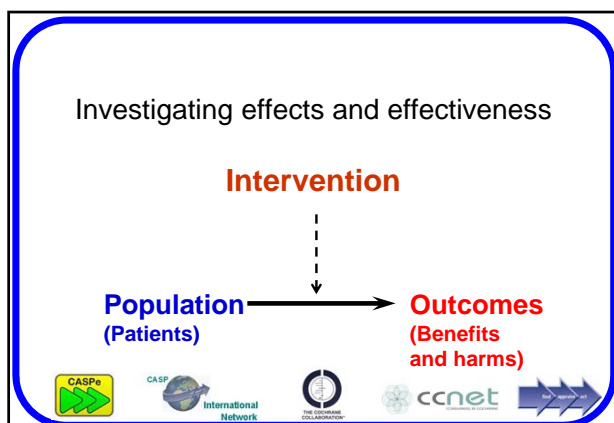 Investigating effects and effectiveness
Intervention
Population
(Patients)
Outcomes
(Benefits
and harms)
CASPe
CASP
International
Network
THE COCHRANE
COLLABORATION
ccnet